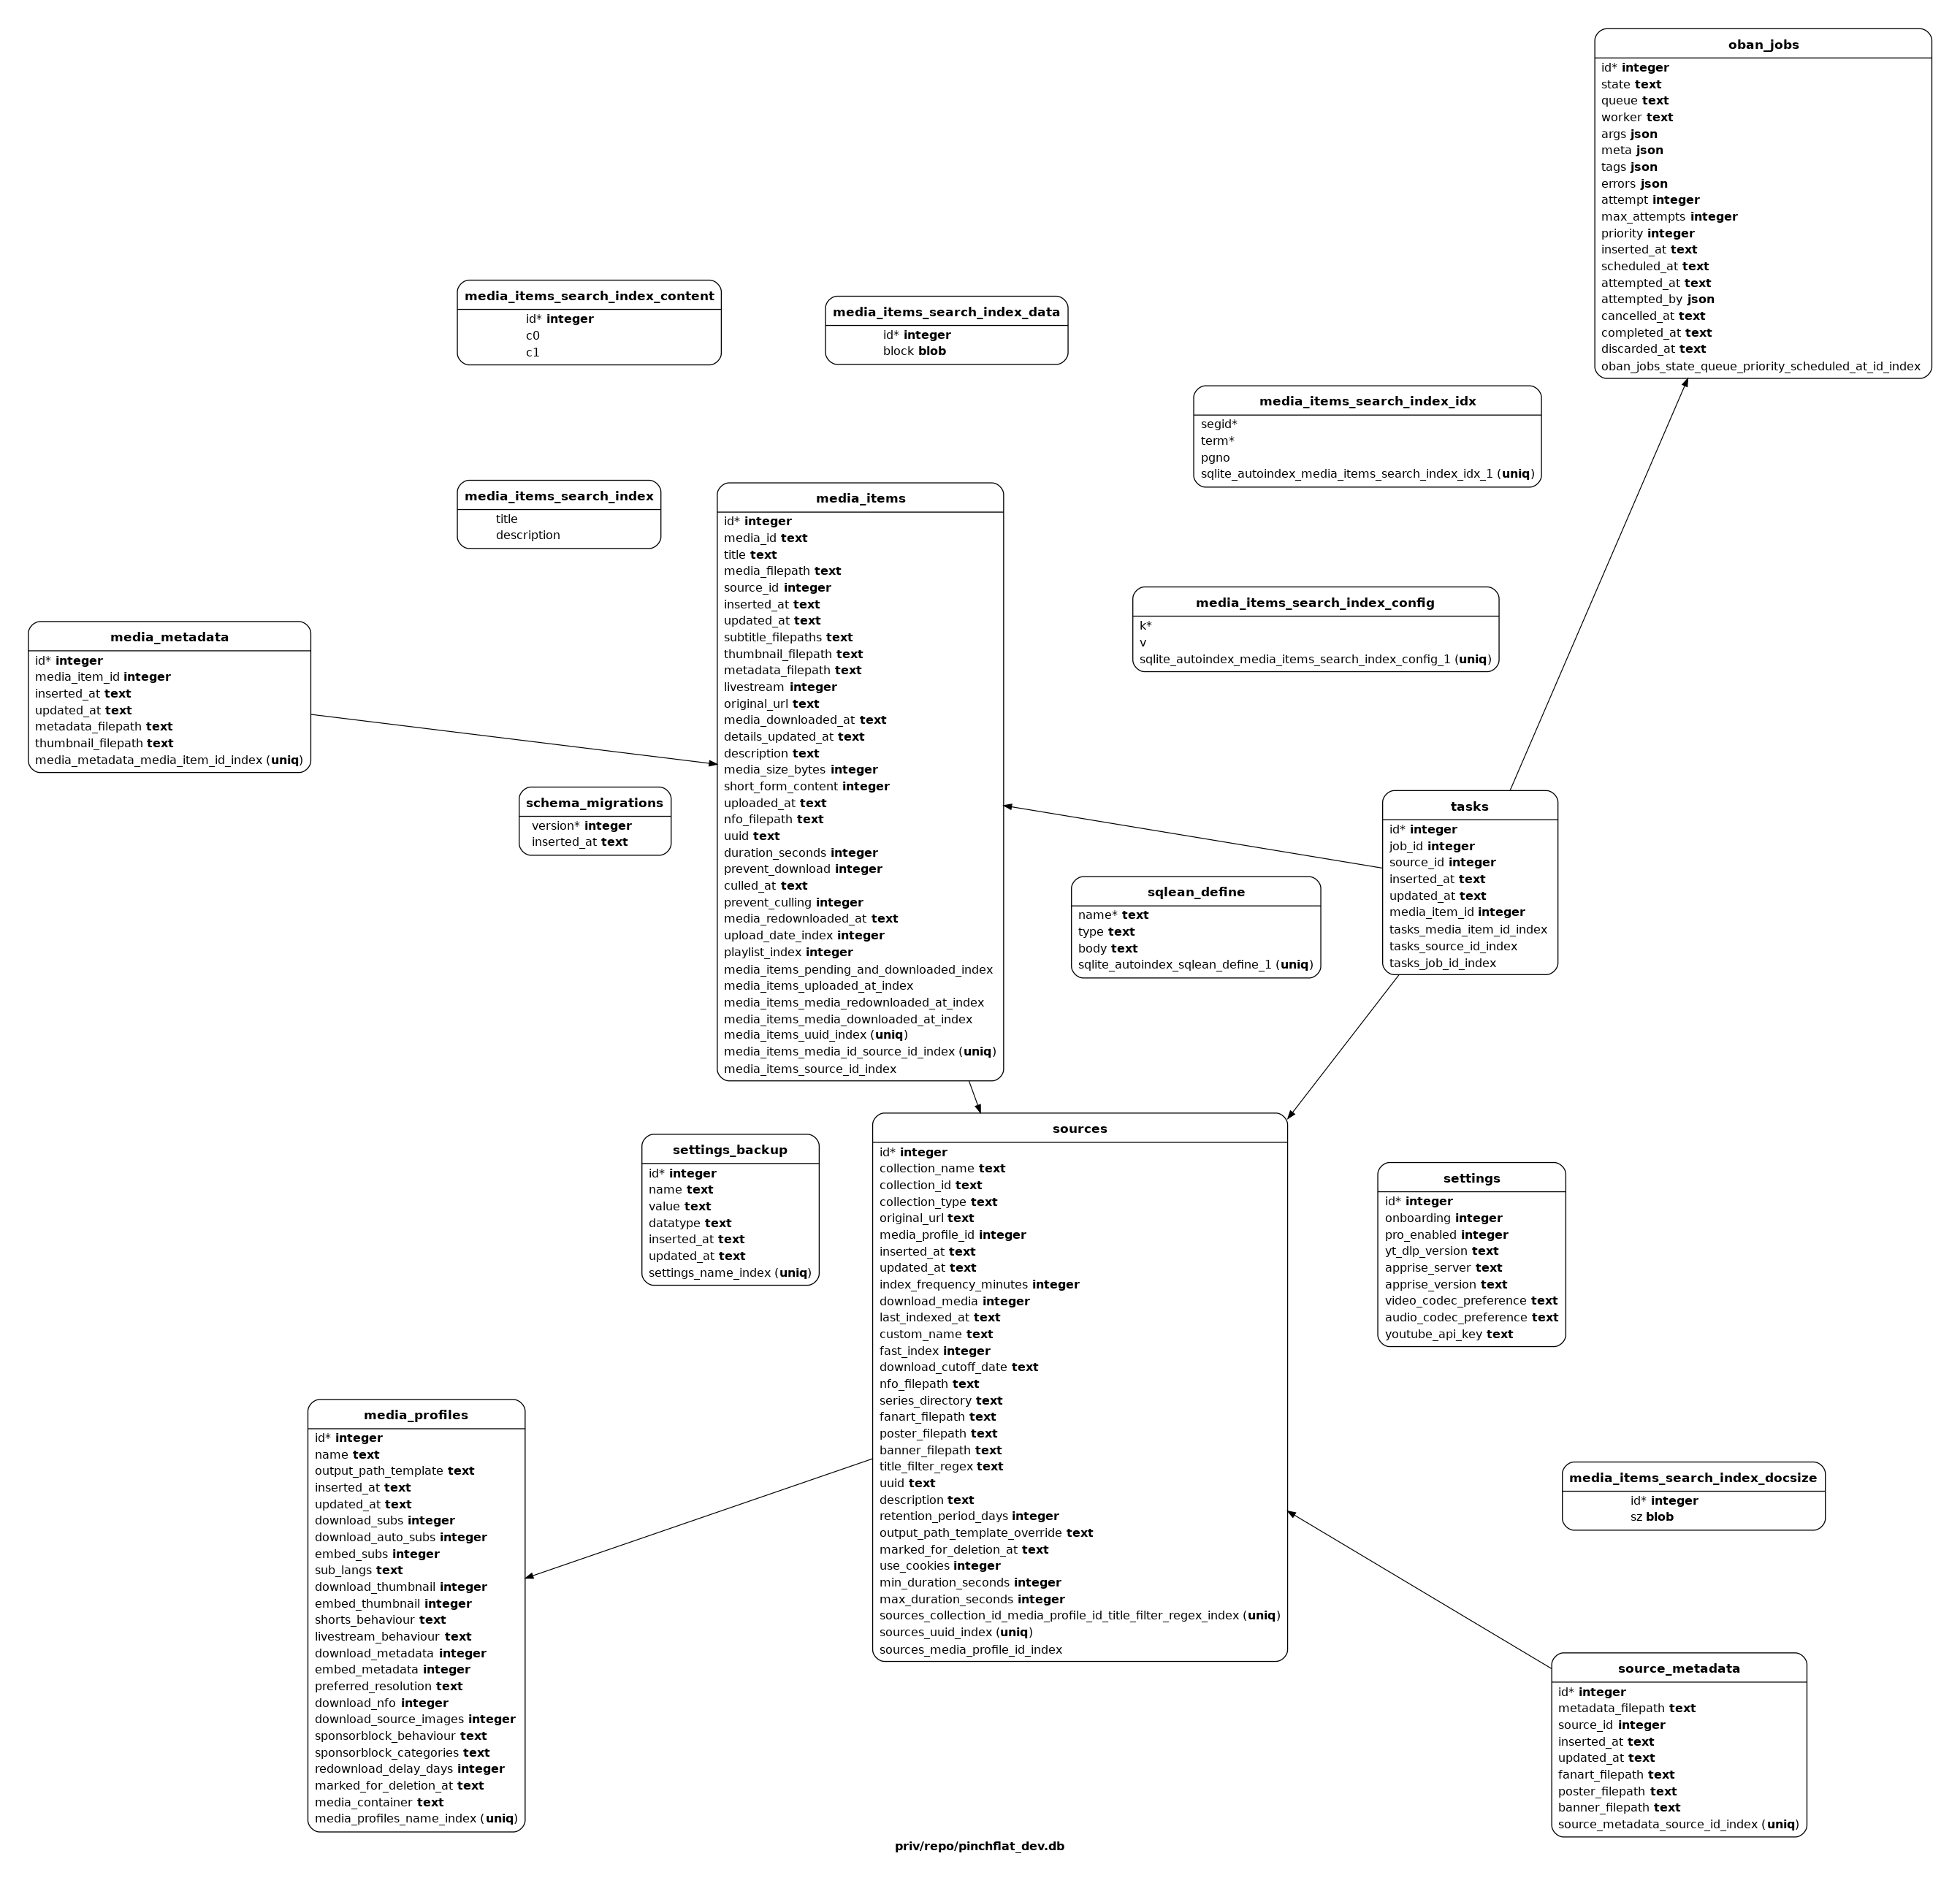 oban_jobs
id* integer
state text
queue text
worker text
args json
meta json
tags json
errors json
attempt integer
max_attempts integer
priority integer
inserted_at text
scheduled_at text
attempted_at text
attempted_by json
cancelled_at text
completed_at text
discarded_at text
oban_jobs_state_queue_priority_scheduled_at_id_index
media_items_search_index_content
id* integer
c0
c1
media_items_search_index_data
id* integer
block blob
media_items_search_index_idx
segid*
term*
pgno
sqlite_autoindex_media_items_search_index_idx_1 (uniq)
media_items_search_index
title
description
media_items
id* integer
media_id text
title text
media_filepath text
source_id integer
inserted_at text
updated_at text
subtitle_filepaths text
thumbnail_filepath text
metadata_filepath text
livestream integer
original_url text
media_downloaded_at text
details_updated_at text
description text
media_size_bytes integer
short_form_content integer
uploaded_at text
nfo_filepath text
uuid text
duration_seconds integer
prevent_download integer
culled_at text
prevent_culling integer
media_redownloaded_at text
upload_date_index integer
playlist_index integer
media_items_pending_and_downloaded_index
media_items_uploaded_at_index
media_items_media_redownloaded_at_index
media_items_media_downloaded_at_index
media_items_uuid_index (uniq)
media_items_media_id_source_id_index (uniq)
media_items_source_id_index
media_items_search_index_config
k*
v
sqlite_autoindex_media_items_search_index_config_1 (uniq)
media_metadata
id* integer
media_item_id integer
inserted_at text
updated_at text
metadata_filepath text
thumbnail_filepath text
media_metadata_media_item_id_index (uniq)
schema_migrations
version* integer
inserted_at text
tasks
id* integer
job_id integer
source_id integer
inserted_at text
updated_at text
media_item_id integer
tasks_media_item_id_index
tasks_source_id_index
tasks_job_id_index
sqlean_define
name* text
type text
body text
sqlite_autoindex_sqlean_define_1 (uniq)
sources
id* integer
collection_name text
collection_id text
collection_type text
original_url text
media_profile_id integer
inserted_at text
updated_at text
index_frequency_minutes integer
download_media integer
last_indexed_at text
custom_name text
fast_index integer
download_cutoff_date text
nfo_filepath text
series_directory text
fanart_filepath text
poster_filepath text
banner_filepath text
title_filter_regex text
uuid text
description text
retention_period_days integer
output_path_template_override text
marked_for_deletion_at text
use_cookies integer
min_duration_seconds integer
max_duration_seconds integer
sources_collection_id_media_profile_id_title_filter_regex_index (uniq)
sources_uuid_index (uniq)
sources_media_profile_id_index
settings_backup
id* integer
name text
value text
datatype text
inserted_at text
updated_at text
settings_name_index (uniq)
settings
id* integer
onboarding integer
pro_enabled integer
yt_dlp_version text
apprise_server text
apprise_version text
video_codec_preference text
audio_codec_preference text
youtube_api_key text
media_profiles
id* integer
name text
output_path_template text
inserted_at text
updated_at text
download_subs integer
download_auto_subs integer
embed_subs integer
sub_langs text
download_thumbnail integer
embed_thumbnail integer
shorts_behaviour text
livestream_behaviour text
download_metadata integer
embed_metadata integer
preferred_resolution text
download_nfo integer
download_source_images integer
sponsorblock_behaviour text
sponsorblock_categories text
redownload_delay_days integer
marked_for_deletion_at text
media_container text
media_profiles_name_index (uniq)
media_items_search_index_docsize
id* integer
sz blob
source_metadata
id* integer
metadata_filepath text
source_id integer
inserted_at text
updated_at text
fanart_filepath text
poster_filepath text
banner_filepath text
source_metadata_source_id_index (uniq)
priv/repo/pinchflat_dev.db